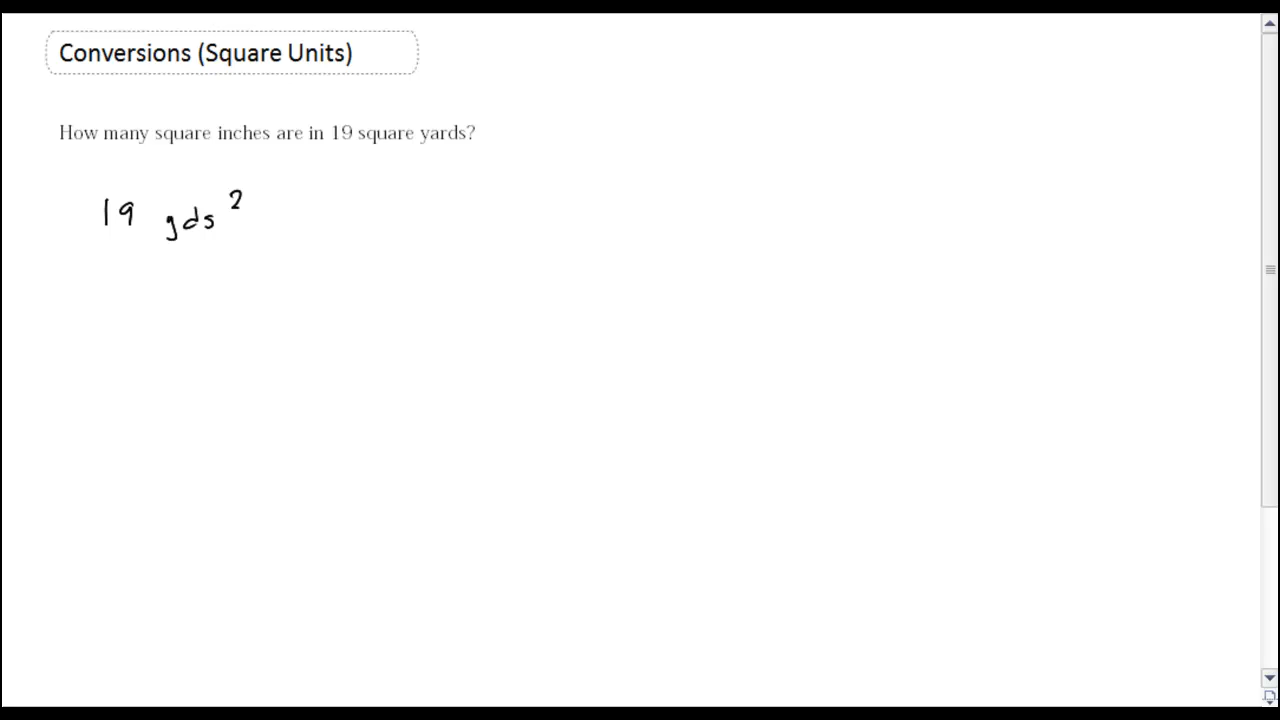 Conversions (Square Units)
How many square inches are in 19 square yards?
19 yds ²